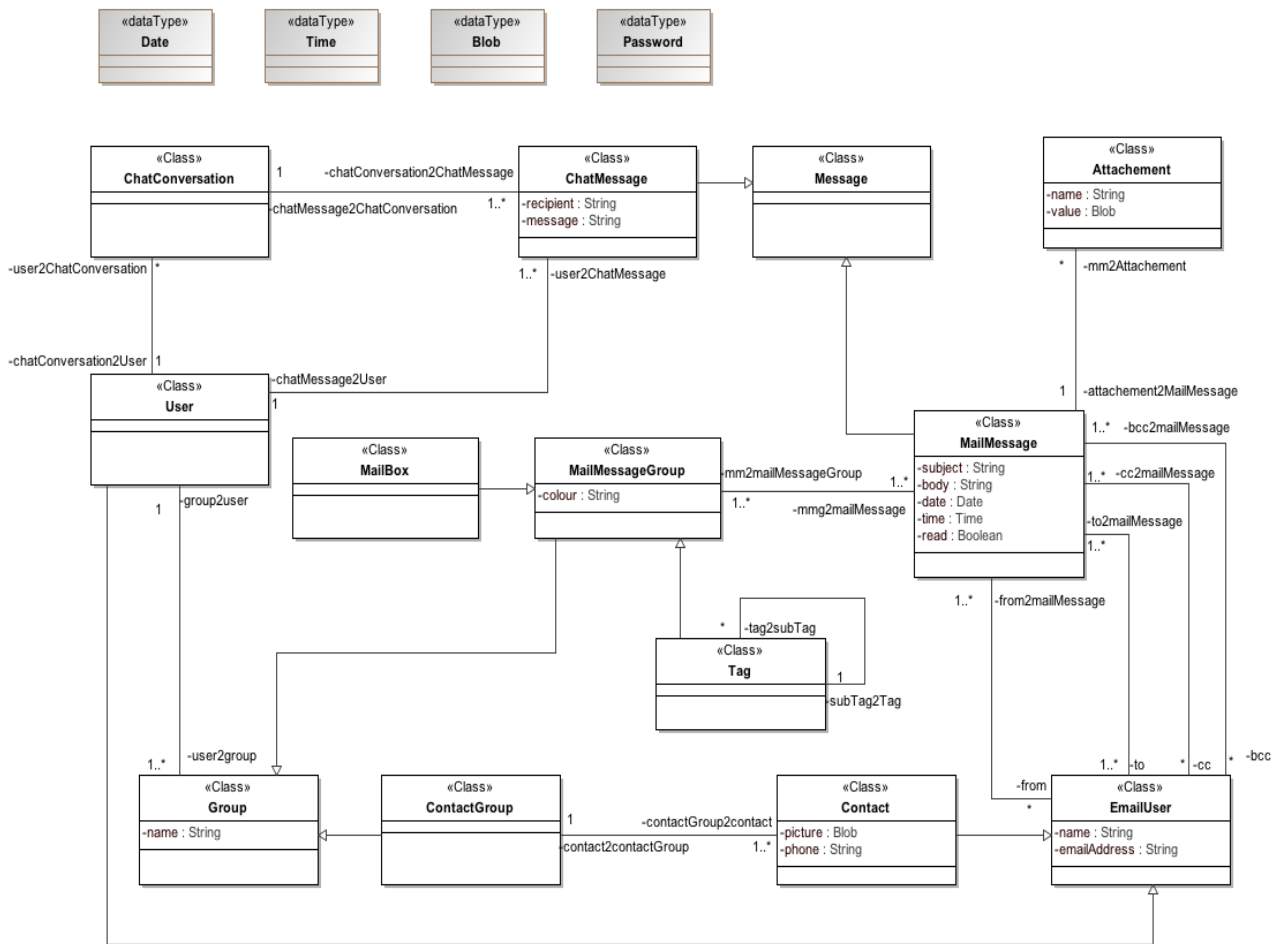 «dataType»
Date
«dataType»
Time
«dataType»
Blob
«dataType»
Password
«Class»
ChatConversation
1
-chatConversation2ChatMessage
-chatMessage2ChatConversation
1..*
«Class»
ChatMessage
-recipient : String
-message : String
«Class»
Message
«Class»
Attachement
-name : String
-value : Blob
-user2ChatConversation
*
1..*
-user2ChatMessage
*
-mm2Attachement
-chatConversation2User
1
-chatMessage2User
1
1
-attachement2MailMessage
«Class»
User
«Class»
MailBox
«Class»
MailMessageGroup
-colour : String
-mm2mailMessageGroup
1..*
1..*
-mmg2mailMessage
«Class»
MailMessage
-subject : String
-body : String
-date : Date
-time : Time
-read : Boolean
1..*
-bcc2mailMessage
-cc2mailMessage
1..*
-to2mailMessage
1..*
-group2user
1
1..*
-from2mailMessage
*
-tag2subTag
«Class»
Tag
1
-subTag2Tag
-user2group
1..*
1..*
-to
*
-cc
*
-bcc
«Class»
Group
-name : String
«Class»
ContactGroup
1
-contactGroup2contact
-contact2contactGroup
1..*
«Class»
Contact
-picture : Blob
-phone : String
-from
*
«Class»
EmailUser
-name : String
-emailAddress : String